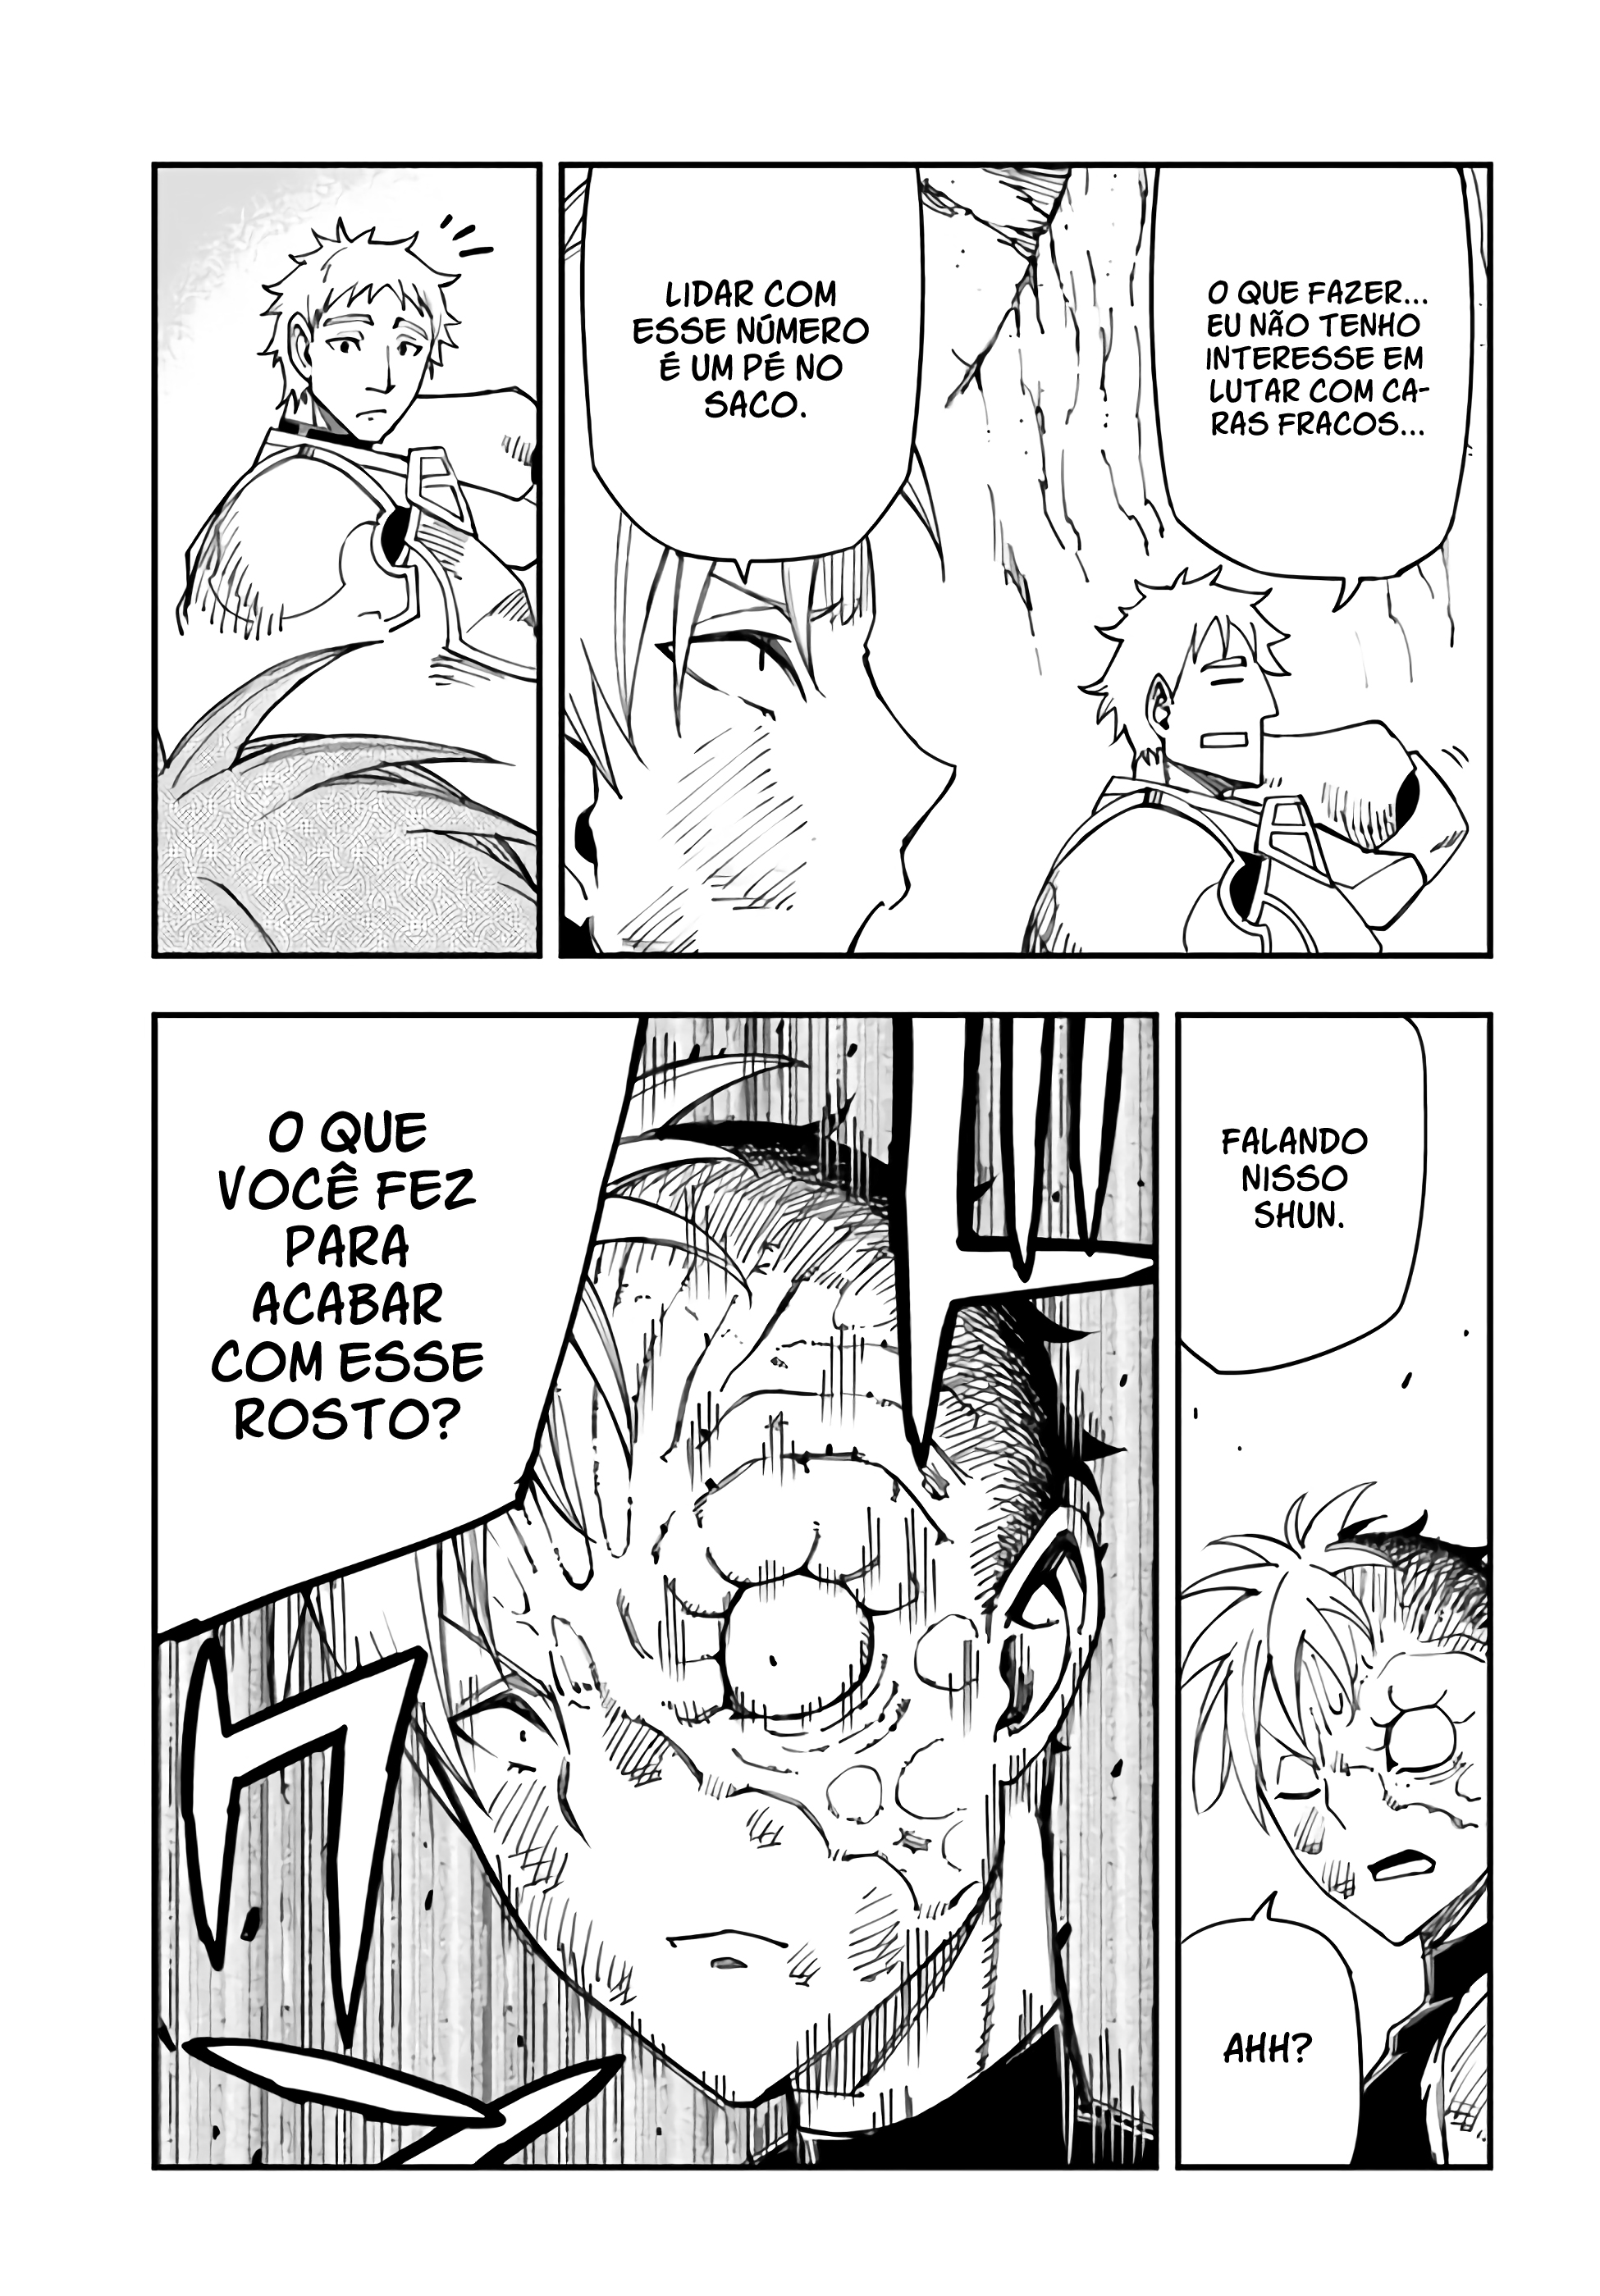 O QUE FAZER...
EU NÃO TENHO
INTERESSE EM
LUTAR COM CA-
RAS FRACOS...
LIDAR COM
ESSE NÚMERO
É UM PÉ NO
SACO.
FALANDO
NISSO
SHUN.
AHH?
O QUE
VOCÊ FEZ
PARA
ACABAR
COM ESSE
ROSTO?